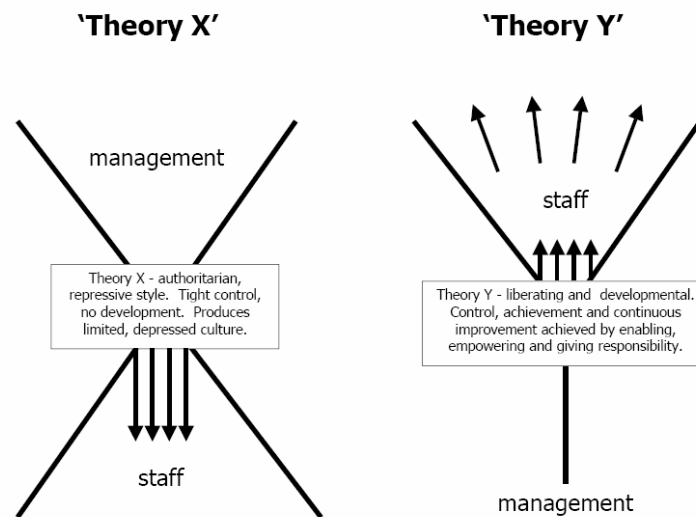 'Theory X'
management
Theory X - authoritarian,
repressive style. Tight control,
no development. Produces
limited, depressed culture.
staff
'Theory Y'
staff
Theory Y - liberating and developmental.
Control, achievement and continuous
improvement achieved by enabling,
empowering and giving responsibility.
management